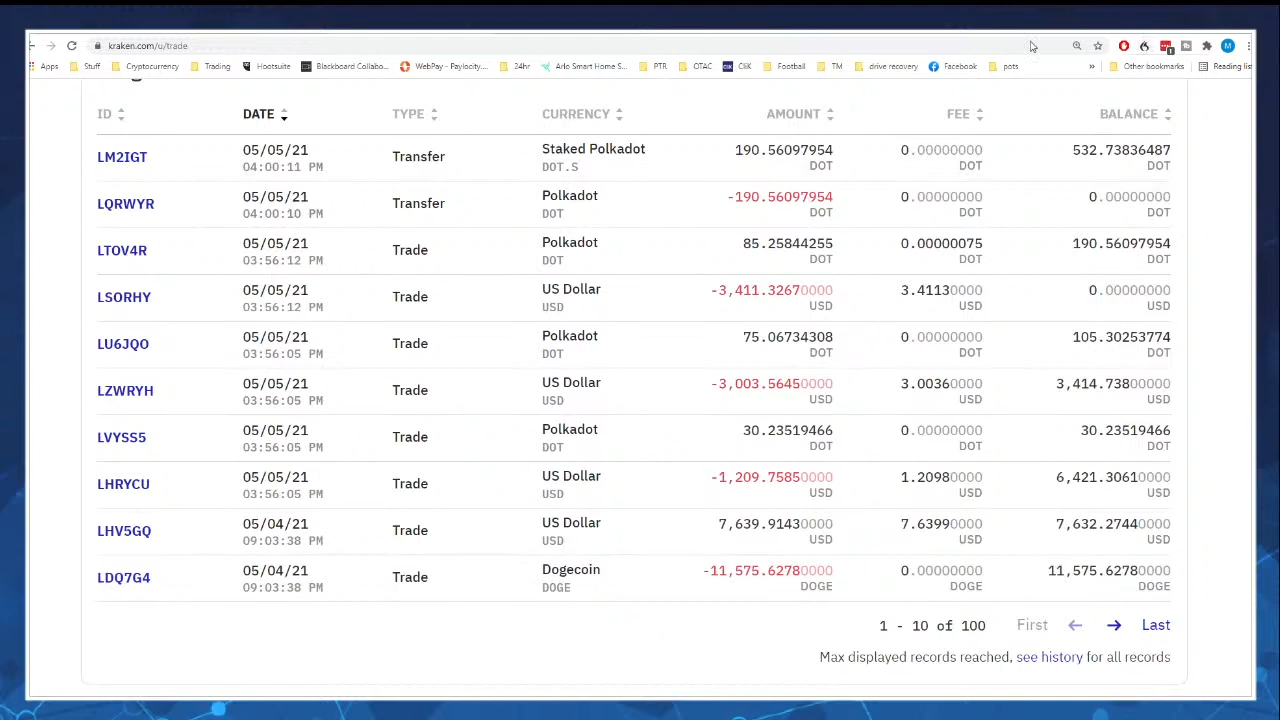 kraken.com/u/trade
Apps Stuff Cryptocurrency Trading Hootsuite Blackboard Collabo... WebPay - Paylocity.... 24hr Arlo Smart Home S... PTR OTAC CliK Football TM drive recovery Facebook pots » Other bookmarks Reading list
ID DATE TYPE CURRENCY AMOUNT FEE BALANCE
LM2IGT 05/05/21 Transfer Staked Polkadot 190.56097954 0.00000000 532.73836487
04:00:11 PM DOT.S DOT DOT DOT
LQRWYR 05/05/21 Transfer Polkadot -190.56097954 0.00000000 0.00000000
04:00:10 PM DOT DOT DOT DOT
LTOV4R 05/05/21 Trade Polkadot 85.25844255 0.00000075 190.56097954
03:56:12 PM DOT DOT DOT DOT
LSORHY 05/05/21 Trade US Dollar -3,411.32670000 3.41130000 0.00000000
03:56:12 PM USD USD USD USD
LU6JQO 05/05/21 Trade Polkadot 75.06734308 0.00000000 105.30253774
03:56:05 PM DOT DOT DOT DOT
LZWRYH 05/05/21 Trade US Dollar -3,003.56450000 3.00360000 3,414.73800000
03:56:05 PM USD USD USD USD
LVYSS5 05/05/21 Trade Polkadot 30.23519466 0.00000000 30.23519466
03:56:05 PM DOT DOT DOT DOT
LHRYCU 05/05/21 Trade US Dollar -1,209.75850000 1.20980000 6,421.30610000
03:56:05 PM USD USD USD USD
LHV5GQ 05/04/21 Trade US Dollar 7,639.91430000 7.63990000 7,632.27440000
09:03:38 PM USD USD USD USD
LDQ7G4 05/04/21 Trade Dogecoin -11,575.62780000 0.00000000 11,575.62780000
09:03:38 PM DOGE DOGE DOGE DOGE
1 - 10 of 100 First ← → Last
Max displayed records reached, see history for all records